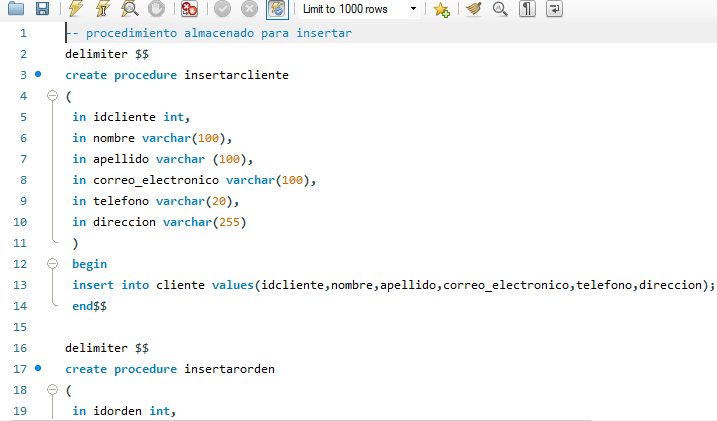 Limit to 1000 rows
1 -- procedimiento almacenado para insertar
2 delimiter $$
3 create procedure insertarcliente
4 (
5 in idcliente int,
6 in nombre varchar(100),
7 in apellido varchar (100),
8 in correo_electronico varchar(100),
9 in telefono varchar(20),
10 in direccion varchar(255)
11 )
12 begin
13 insert into cliente values(idcliente,nombre,apellido,correo_electronico,telefono,direccion);
14 end$$
15
16 delimiter $$
17 create procedure insertarorden
18 (
19 in idorden int,